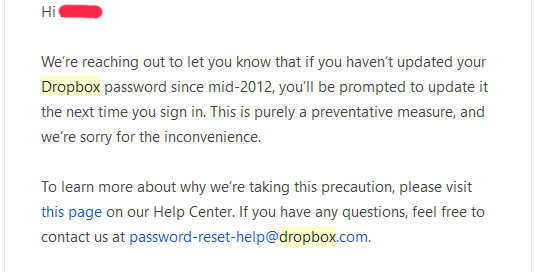 Hi
We're reaching out to let you know that if you haven't updated your
Dropbox password since mid-2012, you'll be prompted to update it
the next time you sign in. This is purely a preventative measure, and
we're sorry for the inconvenience.
To learn more about why we're taking this precaution, please visit
this page on our Help Center. If you have any questions, feel free to
contact us at password-reset-help@dropbox.com.